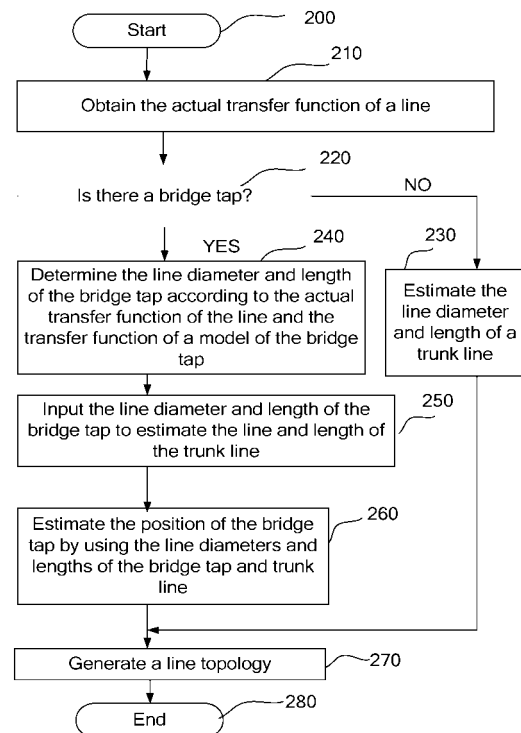 Start
200
210
Obtain the actual transfer function of a line
220
Is there a bridge tap?
NO
YES
240
230
Determine the line diameter and length
of the bridge tap according to the actual
transfer function of the line and the
transfer function of a model of the bridge
tap
Estimate the
line diameter
and length of a
trunk line
250
Input the line diameter and length of the
bridge tap to estimate the line and length of
the trunk line
260
Estimate the position of the bridge
tap by using the line diameters and
lengths of the bridge tap and trunk
line
Generate a line topology
270
End
280